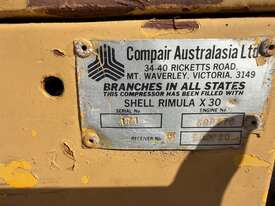 Compair Australasia Ltd
34-40 RICKETTS ROAD,
MT. WAVERLEY, VICTORIA. 3149
BRANCHES IN ALL STATES
THIS COMPRESSOR HAS BEEN FILLED WITH
SHELL RIMULA X 30
SERIAL No ENGINE No
RECEIVER No